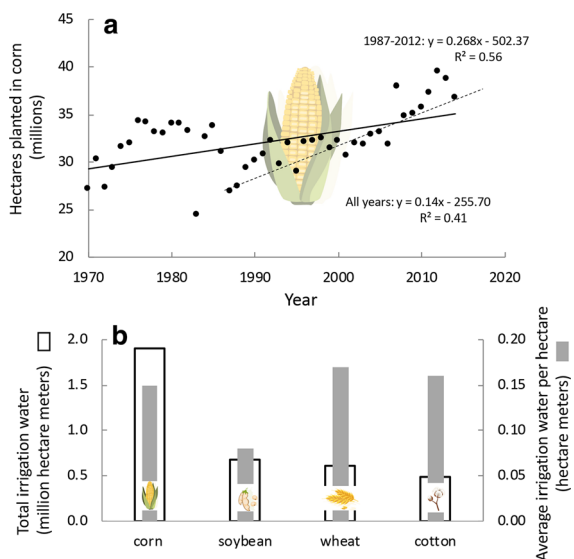 a
Hectares planted in corn
(millions)
45
40
35
30
25
20
1987-2012: y = 0.268x - 502.37
R² = 0.56
All years: y = 0.14x - 255.70
R² = 0.41
1970
1980
1990
2000
2010
2020
Year
b
Total irrigation water
(million hectare meters)
2.0
1.5
1.0
0.5
0.0
0.20
0.15
0.10
0.05
0.00
Average irrigation water per hectare
(hectare meters)
corn
soybean
wheat
cotton